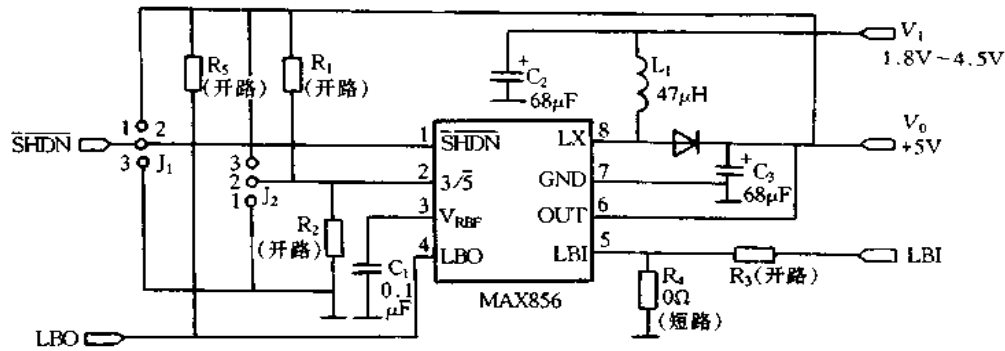 V₁
1.8V~4.5V
R₅
(开路)
R₁
(开路)
+
C₂
68μF
L₁
47μH
SHDN
1
2
3
J₁
3
2
1
J₂
1
SHDN
2
3/5
3
V_RBF
4
LBO
LX
8
GND
7
OUT
6
LBI
5
MAX856
V₀
+5V
+
C₃
68μF
R₂
(开路)
C₁
0.1
μF
R₃(开路)
LBI
R₄
0Ω
(短路)
LBO